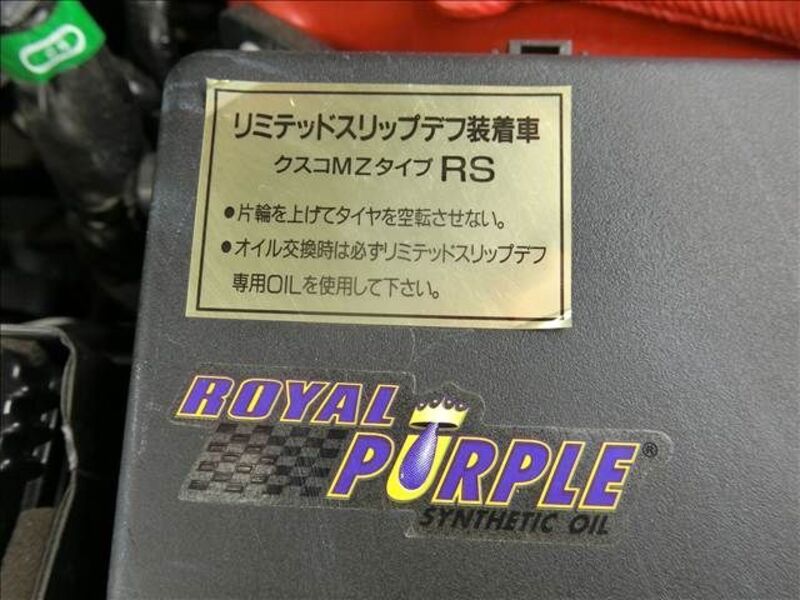 リミテッドスリップデフ装着車
クスコMZタイプ RS
●片輪を上げてタイヤを空転させない。
●オイル交換時は必ずリミテッドスリップデフ
専用OILを使用して下さい。
ROYAL
PURPLE®
SYNTHETIC OIL